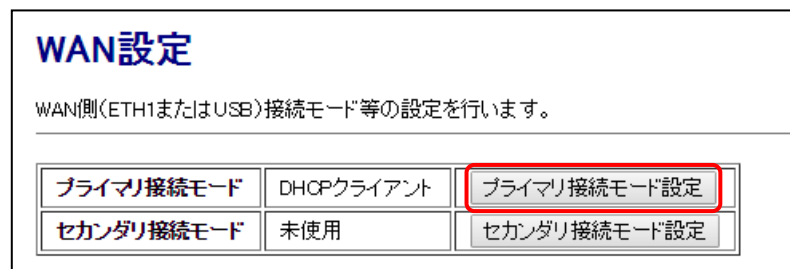 WAN設定
WAN側(ETH1またはUSB)接続モード等の設定を行います。
プライマリ接続モード DHCPクライアント プライマリ接続モード設定
セカンダリ接続モード 未使用 セカンダリ接続モード設定